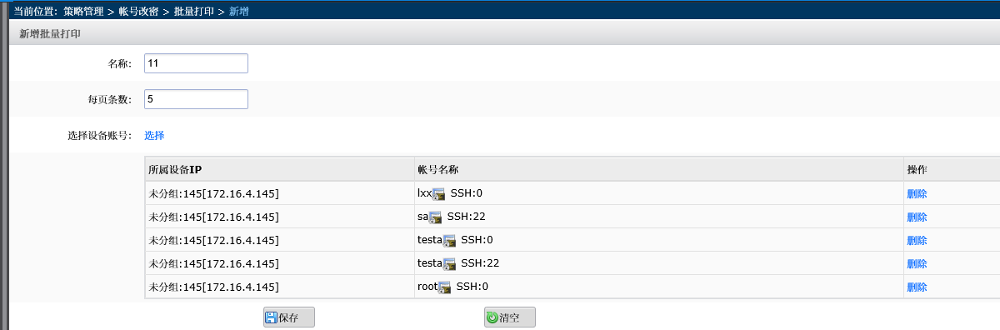 当前位置: 策略管理 > 帐号改密 > 批量打印 > 新增
新增批量打印
名称: 11
每页条数: 5
选择设备账号: 选择
所属设备IP 帐号名称 操作
未分组:145[172.16.4.145] lxx SSH:0 删除
未分组:145[172.16.4.145] sa SSH:22 删除
未分组:145[172.16.4.145] testa SSH:0 删除
未分组:145[172.16.4.145] testa SSH:22 删除
未分组:145[172.16.4.145] root SSH:0 删除
保存 清空